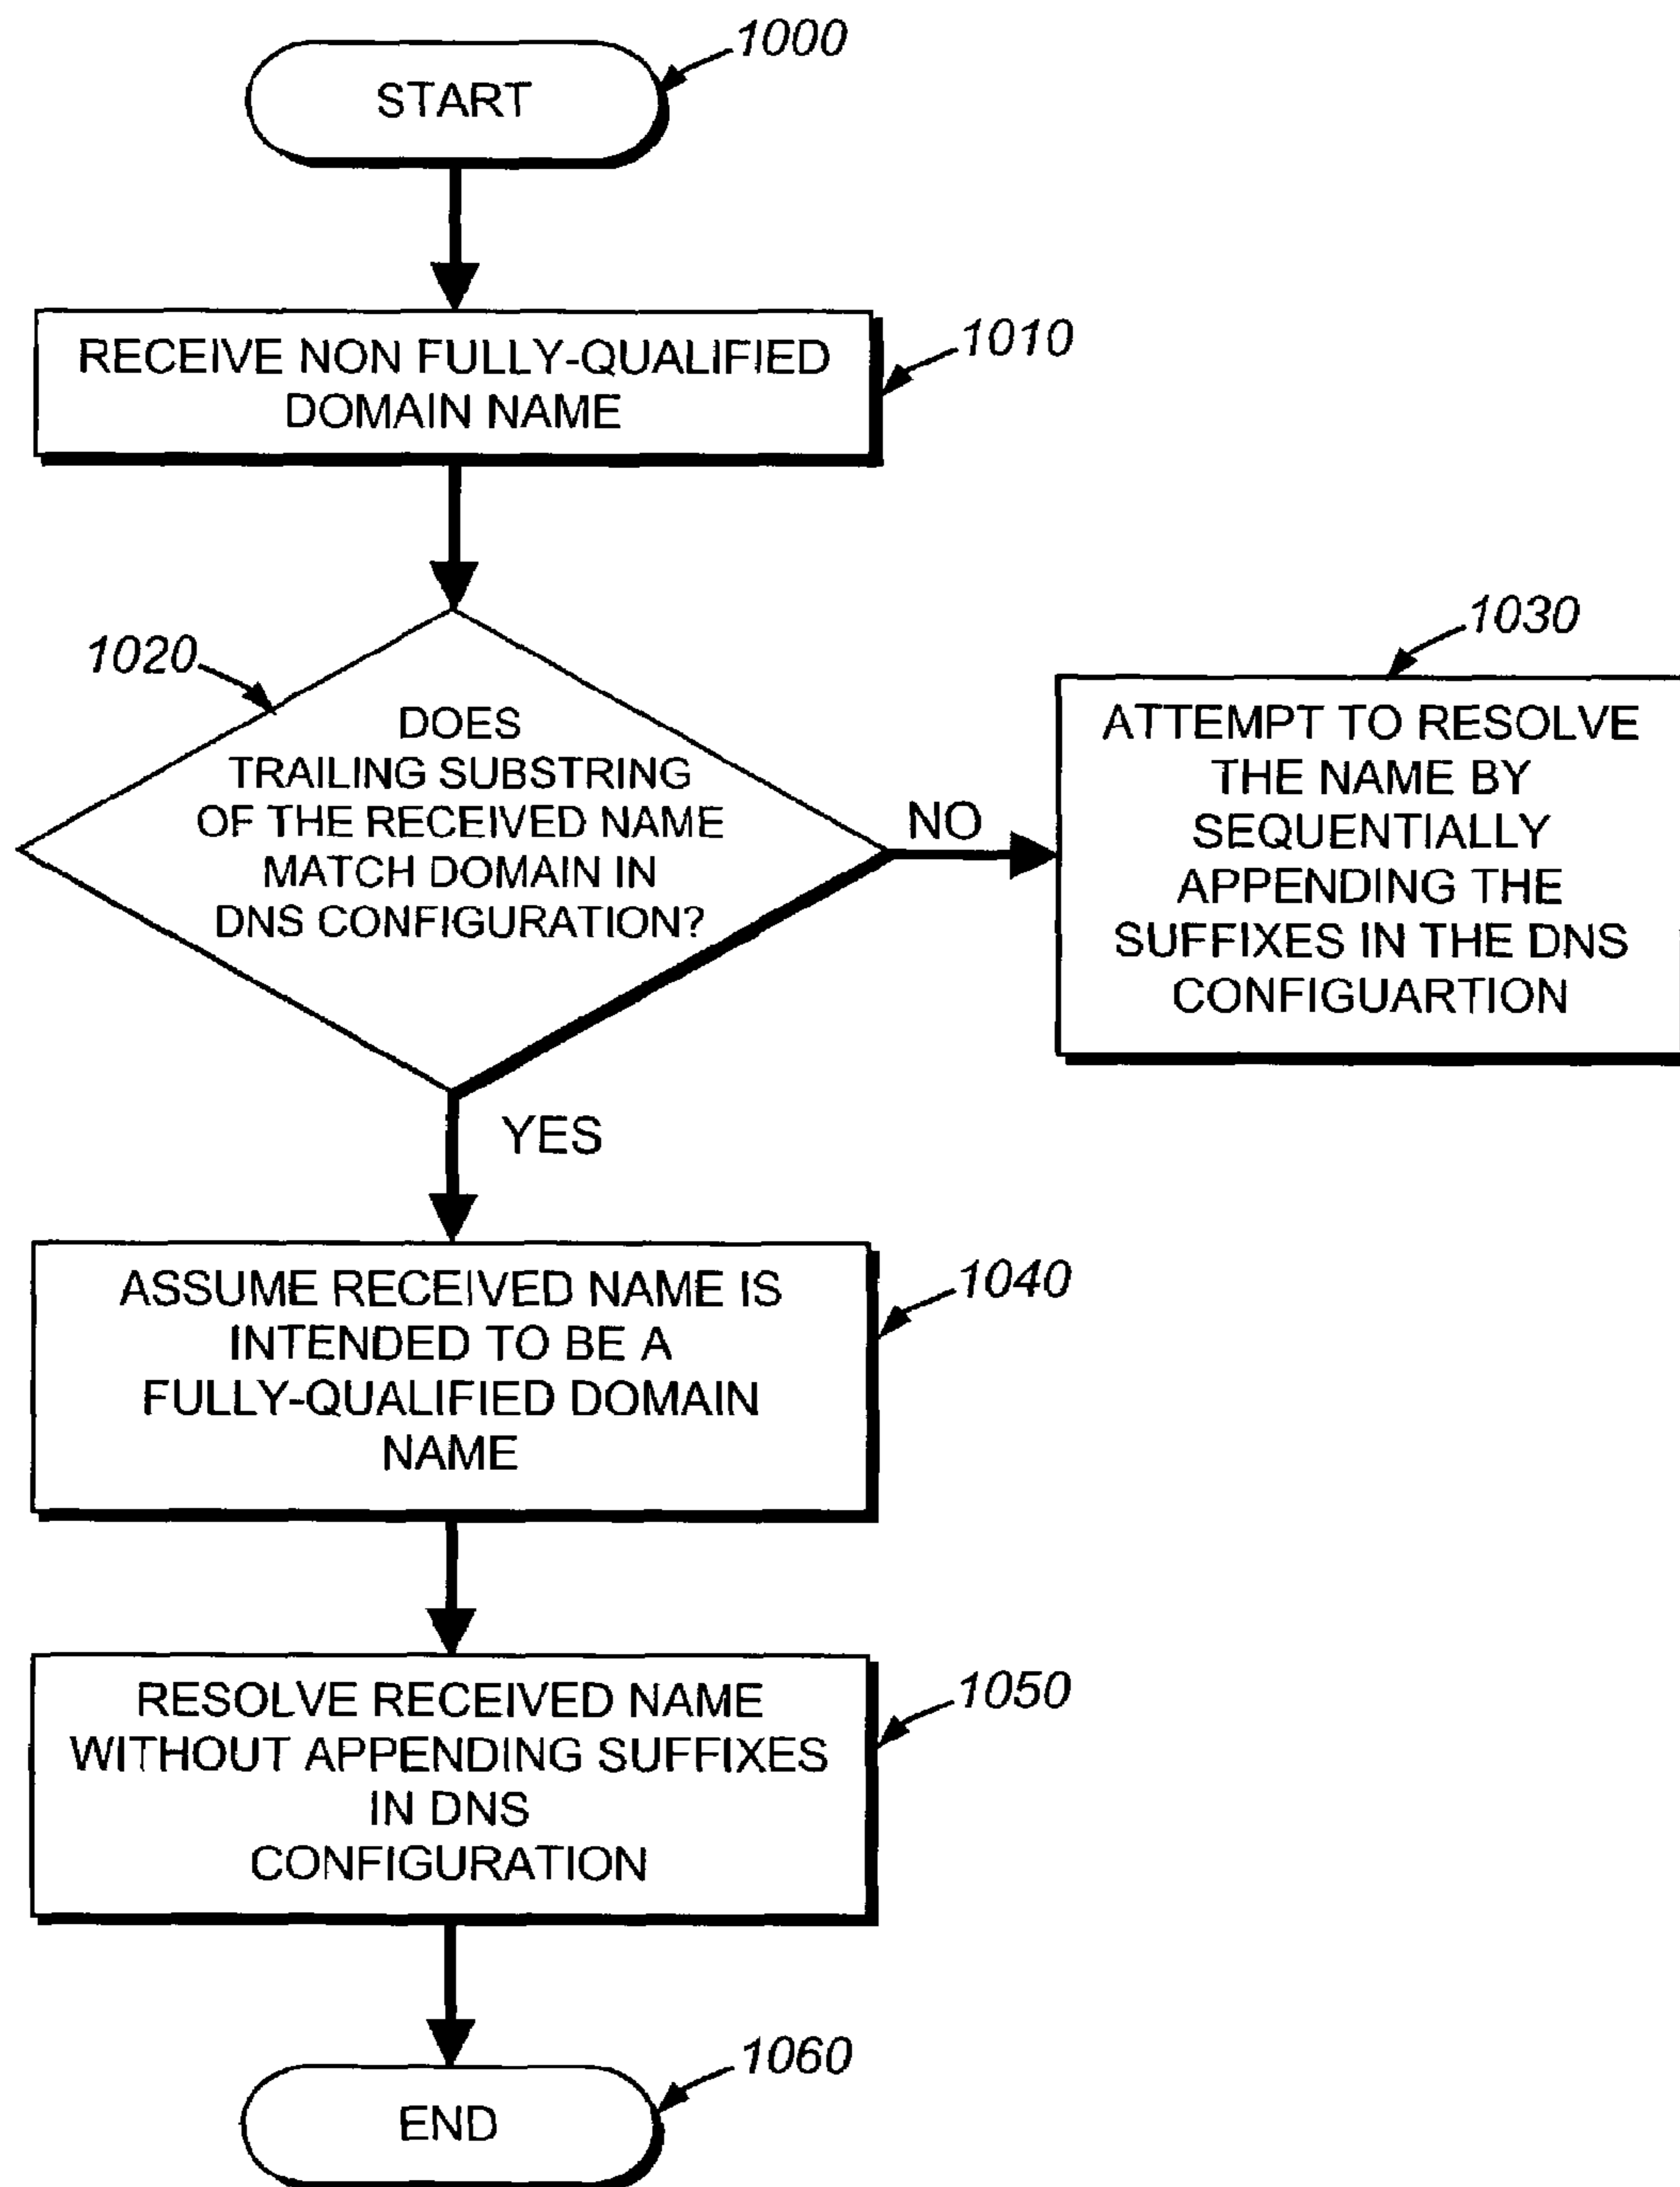 1000
START
RECEIVE NON FULLY-QUALIFIED
DOMAIN NAME
1010
1020
DOES
TRAILING SUBSTRING
OF THE RECEIVED NAME
MATCH DOMAIN IN
DNS CONFIGURATION?
NO
1030
ATTEMPT TO RESOLVE
THE NAME BY
SEQUENTIALLY
APPENDING THE
SUFFIXES IN THE DNS
CONFIGUARTION
YES
ASSUME RECEIVED NAME IS
INTENDED TO BE A
FULLY-QUALIFIED DOMAIN
NAME
1040
RESOLVE RECEIVED NAME
WITHOUT APPENDING SUFFIXES
IN DNS
CONFIGURATION
1050
1060
END